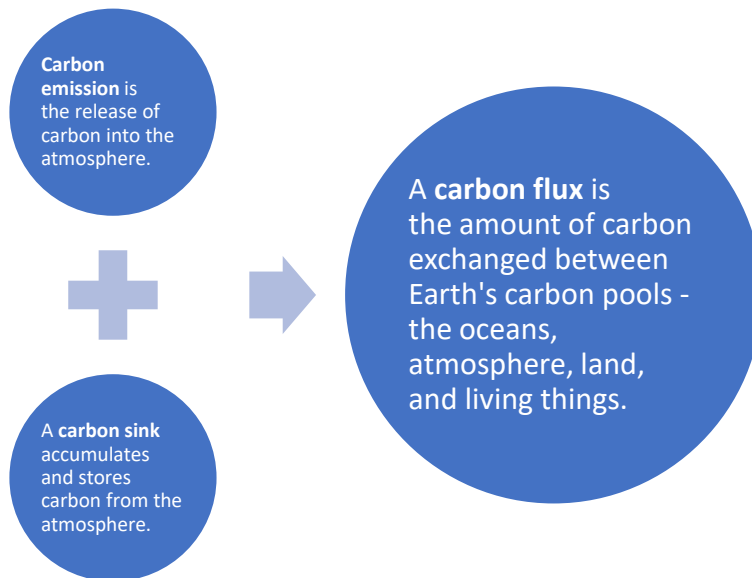 Carbon
emission is
the release of
carbon into the
atmosphere.
A carbon sink
accumulates
and stores
carbon from the
atmosphere.
A carbon flux is
the amount of carbon
exchanged between
Earth's carbon pools -
the oceans,
atmosphere, land,
and living things.